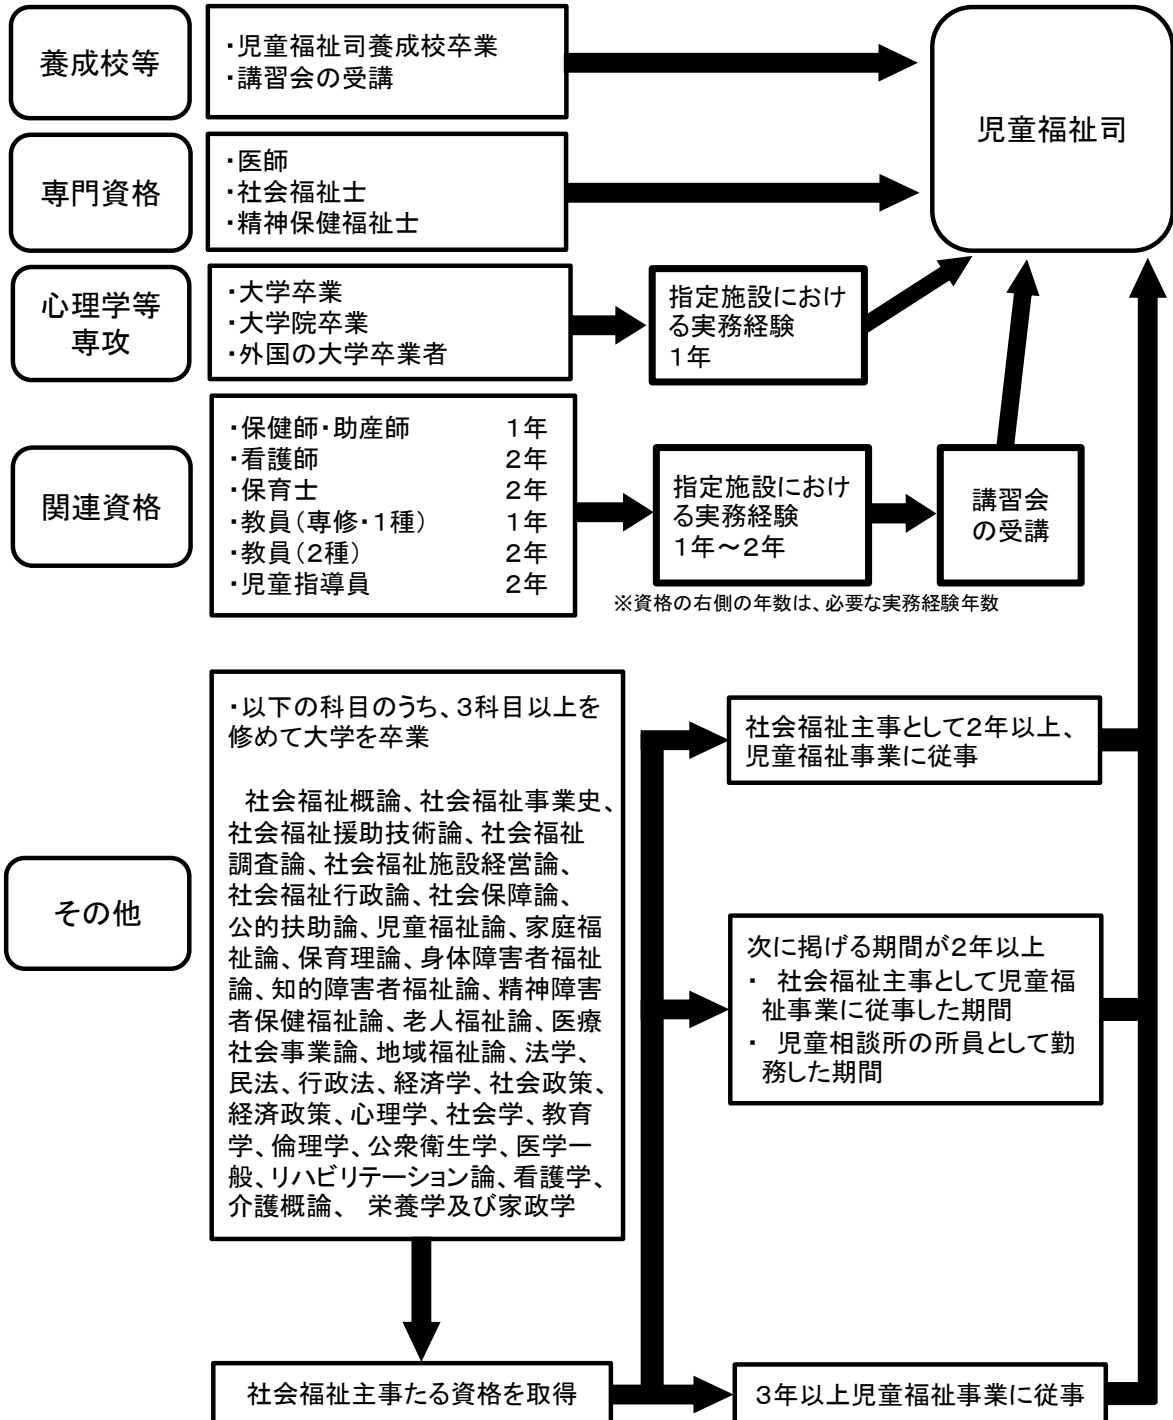 養成校等
・児童福祉司養成校卒業
・講習会の受講
児童福祉司
専門資格
・医師
・社会福祉士
・精神保健福祉士
心理学等
専攻
・大学卒業
・大学院卒業
・外国の大学卒業者
指定施設におけ
る実務経験
1年
関連資格
・保健師・助産師 1年
・看護師 2年
・保育士 2年
・教員(専修・1種) 1年
・教員(2種) 2年
・児童指導員 2年
指定施設におけ
る実務経験
1年~2年
講習会
の受講
※資格の右側の年数は、必要な実務経験年数
その他
・以下の科目のうち、3科目以上を
修めて大学を卒業
社会福祉概論、社会福祉事業史、
社会福祉援助技術論、社会福祉
調査論、社会福祉施設経営論、
社会福祉行政論、社会保障論、
公的扶助論、児童福祉論、家庭福
祉論、保育理論、身体障害者福祉
論、知的障害者福祉論、精神障害
者保健福祉論、老人福祉論、医療
社会事業論、地域福祉論、法学、
民法、行政法、経済学、社会政策、
経済政策、心理学、社会学、教育
学、倫理学、公衆衛生学、医学一
般、リハビリテーション論、看護学、
介護概論、 栄養学及び家政学
社会福祉主事として2年以上、
児童福祉事業に従事
次に掲げる期間が2年以上
・ 社会福祉主事として児童福
祉事業に従事した期間
・ 児童相談所の所員として勤
務した期間
社会福祉主事たる資格を取得
3年以上児童福祉事業に従事